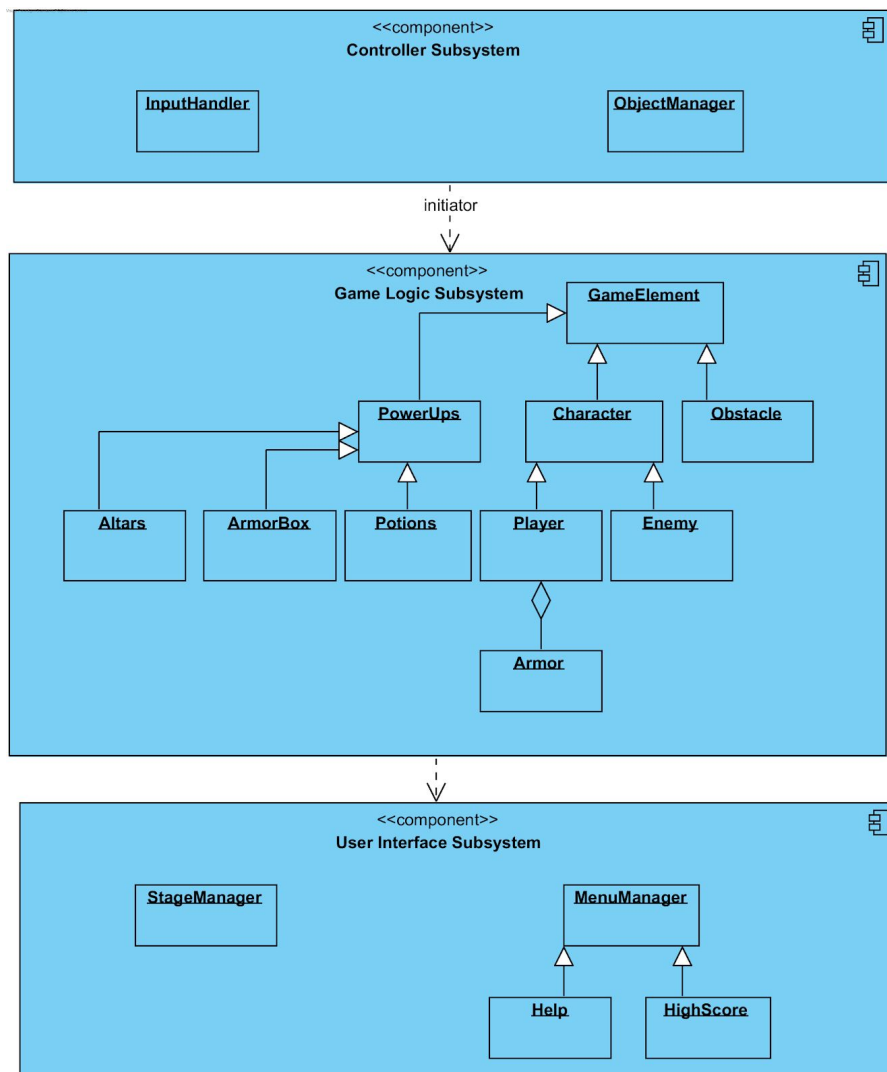 <<component>>
Controller Subsystem
InputHandler
ObjectManager
initiator
<<component>>
Game Logic Subsystem
GameElement
PowerUps
Character
Obstacle
Altars
ArmorBox
Potions
Player
Enemy
Armor
<<component>>
User Interface Subsystem
StageManager
MenuManager
Help
HighScore